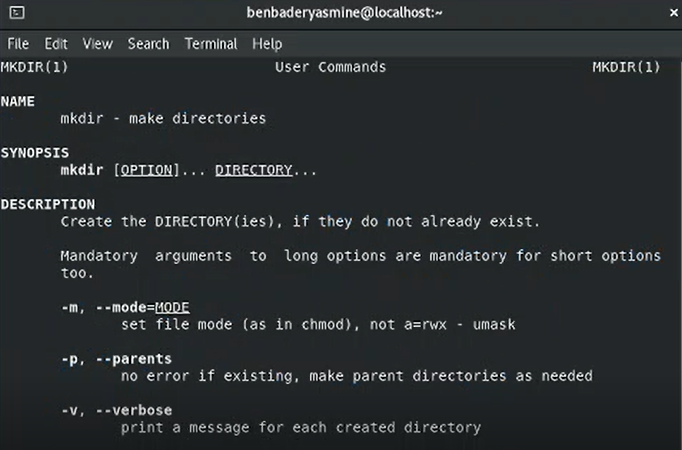 benbaderyasmine@localhost:~
File Edit View Search Terminal Help
MKDIR(1) User Commands MKDIR(1)
NAME
mkdir - make directories
SYNOPSIS
mkdir [OPTION]... DIRECTORY...
DESCRIPTION
Create the DIRECTORY(ies), if they do not already exist.
Mandatory arguments to long options are mandatory for short options
too.
-m, --mode=MODE
set file mode (as in chmod), not a=rwx - umask
-p, --parents
no error if existing, make parent directories as needed
-v, --verbose
print a message for each created directory